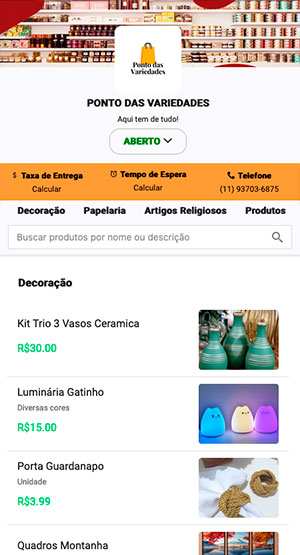 Ponto das
Variedades
PONTO DAS VARIEDADES
Aqui tem de tudo!
ABERTO
$ Taxa de Entrega
Calcular
Tempo de Espera
Calcular
Telefone
(11) 93703-6875
Decoração Papelaria Artigos Religiosos Produtos
Buscar produtos por nome ou descrição
Decoração
Kit Trio 3 Vasos Ceramica
R$30.00
Luminária Gatinho
Diversas cores
R$15.00
Porta Guardanapo
Unidade
R$3.99
Quadros Montanha